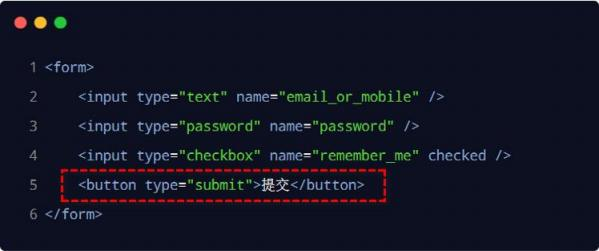 1 <form>
2 <input type="text" name="email_or_mobile" />
3 <input type="password" name="password" />
4 <input type="checkbox" name="remember_me" checked />
5 <button type="submit">提交</button>
6 </form>